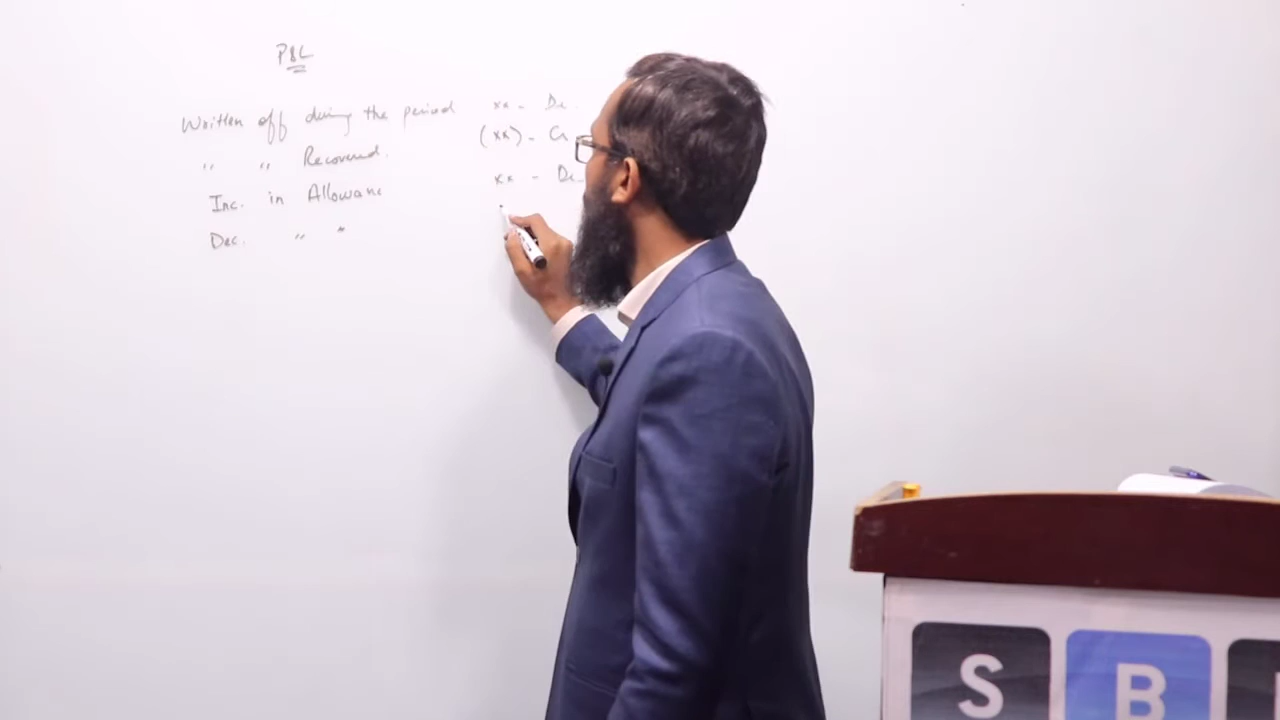 P&L
Written off during the period xx - Dr.
" " Recovered. (xx) - Cr
Inc. in Allowance xx - Dr.
Dec. " "
S B